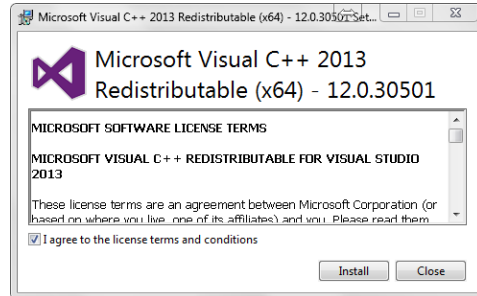 Microsoft Visual C++ 2013 Redistributable (x64) - 12.0.30501 Set...
Microsoft Visual C++ 2013
Redistributable (x64) - 12.0.30501
MICROSOFT SOFTWARE LICENSE TERMS
MICROSOFT VISUAL C++ REDISTRIBUTABLE FOR VISUAL STUDIO
2013
These license terms are an agreement between Microsoft Corporation (or
based on where you live, one of its affiliates) and you. Please read them.
I agree to the license terms and conditions
Install
Close